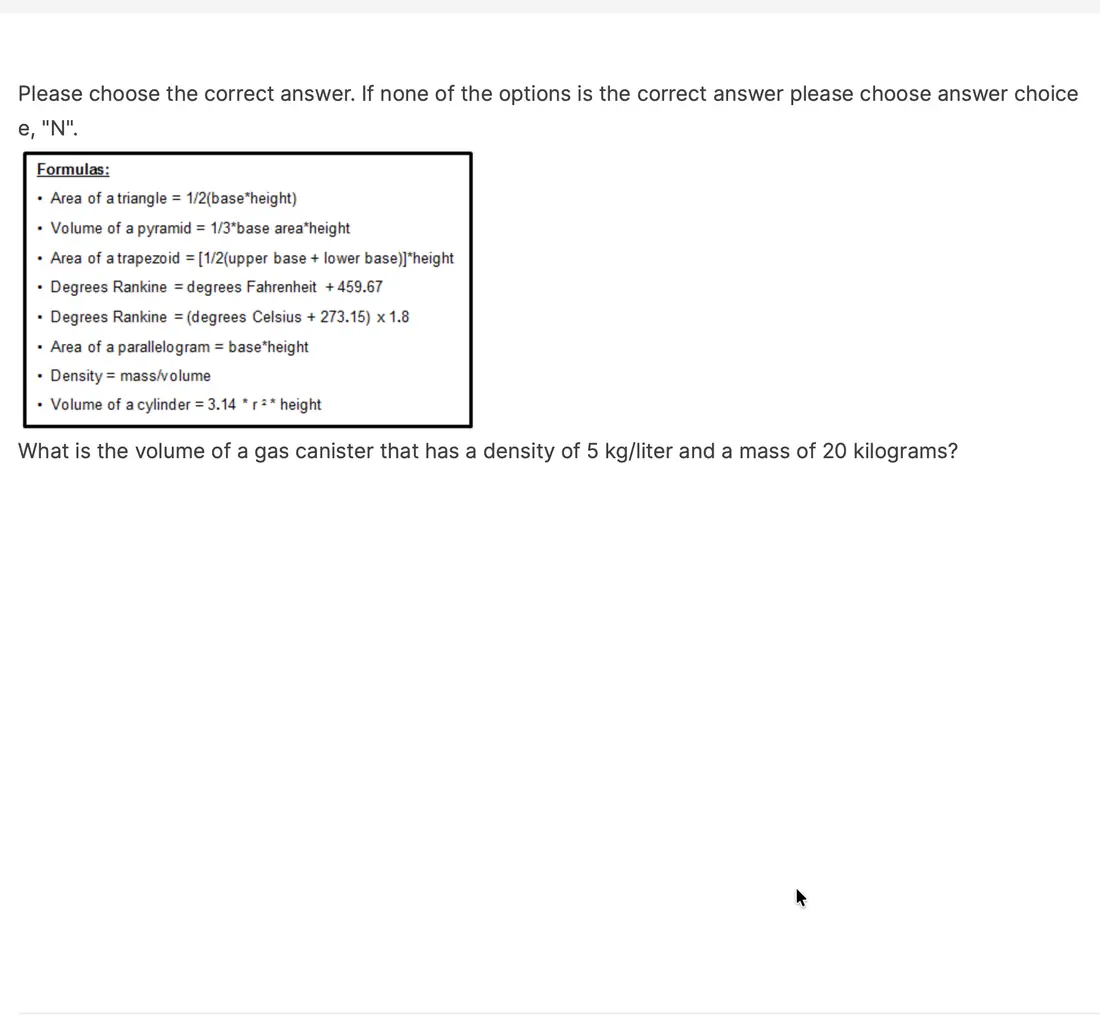 Please choose the correct answer. If none of the options is the correct answer please choose answer choice
e, "N".
Formulas:
• Area of a triangle = 1/2(base*height)
• Volume of a pyramid = 1/3*base area*height
• Area of a trapezoid = [1/2(upper base + lower base)]*height
• Degrees Rankine = degrees Fahrenheit + 459.67
• Degrees Rankine = (degrees Celsius + 273.15) x 1.8
• Area of a parallelogram = base*height
• Density = mass/volume
• Volume of a cylinder = 3.14 * r ² * height
What is the volume of a gas canister that has a density of 5 kg/liter and a mass of 20 kilograms?